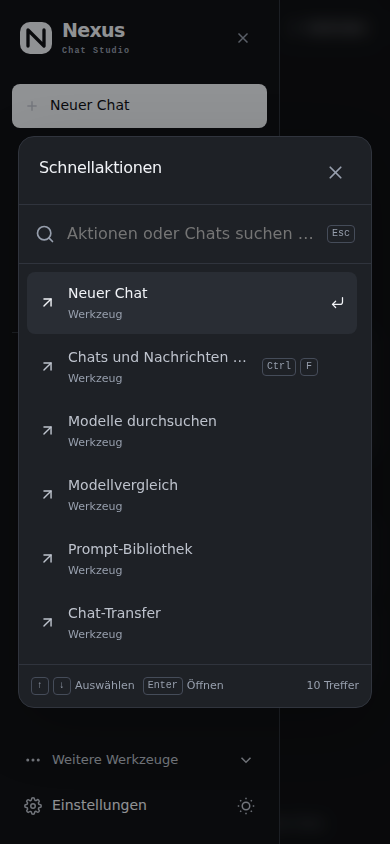 Nexus
Chat Studio
Neuer Chat
Schnellaktionen
Aktionen oder Chats suchen … Esc
Neuer Chat
Werkzeug
Chats und Nachrichten … Ctrl F
Werkzeug
Modelle durchsuchen
Werkzeug
Modellvergleich
Werkzeug
Prompt-Bibliothek
Werkzeug
Chat-Transfer
Werkzeug
↑ ↓ Auswählen Enter Öffnen 10 Treffer
Weitere Werkzeuge
Einstellungen